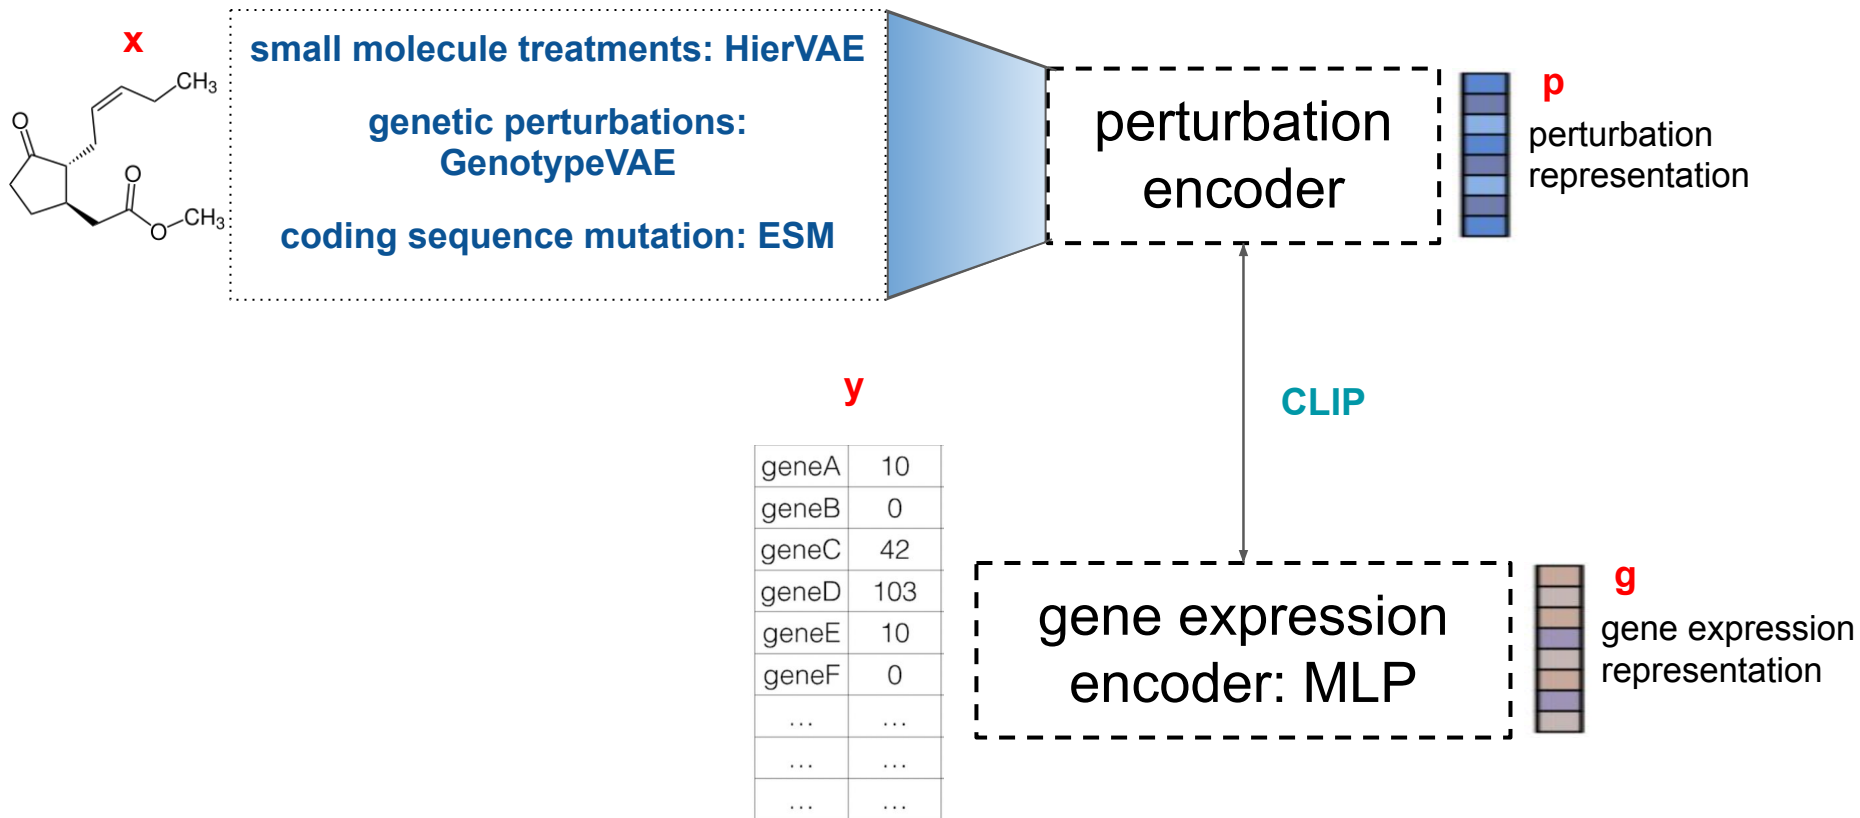 x
CH3
O
O
O
CH3
small molecule treatments: HierVAE
genetic perturbations:
GenotypeVAE
coding sequence mutation: ESM
perturbation
encoder
p
perturbation
representation
CLIP
y
geneA 10
geneB 0
geneC 42
geneD 103
geneE 10
geneF 0
... ...
... ...
... ...
gene expression
encoder: MLP
g
gene expression
representation